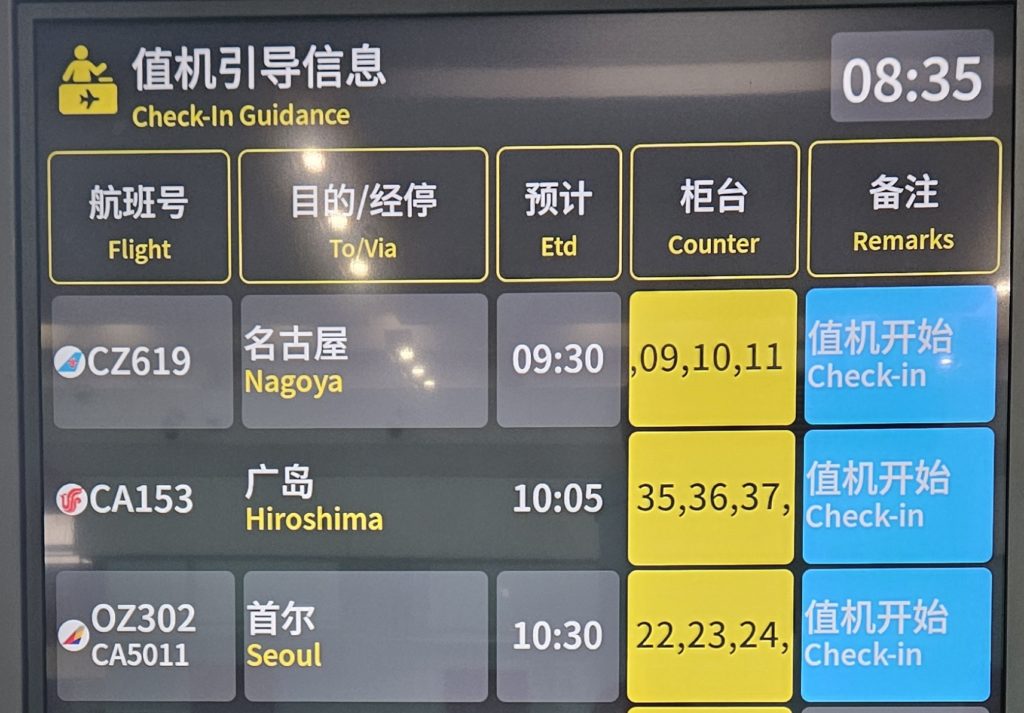 值机引导信息
08:35
Check-In Guidance
航班号 目的/经停 预计 柜台 备注
Flight To/Via Etd Counter Remarks
CZ619 名古屋 09:30 ,09,10,11 值机开始
Nagoya Check-in
CA153 广岛 10:05 35,36,37, 值机开始
Hiroshima Check-in
OZ302 首尔 10:30 22,23,24, 值机开始
CA5011 Seoul Check-in